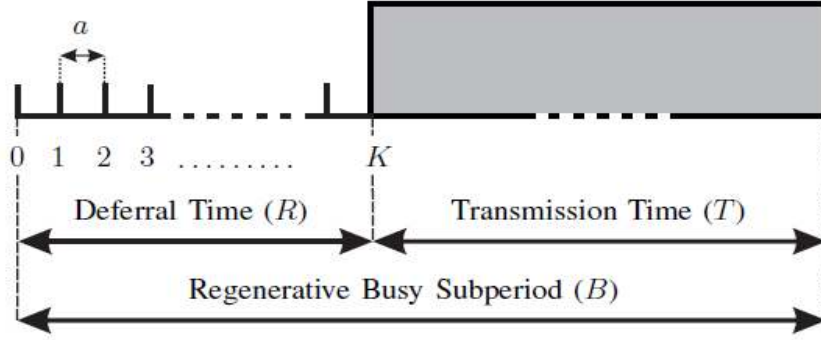 a
0 1 2 3 ......... K
Deferral Time (R)
Transmission Time (T)
Regenerative Busy Subperiod (B)